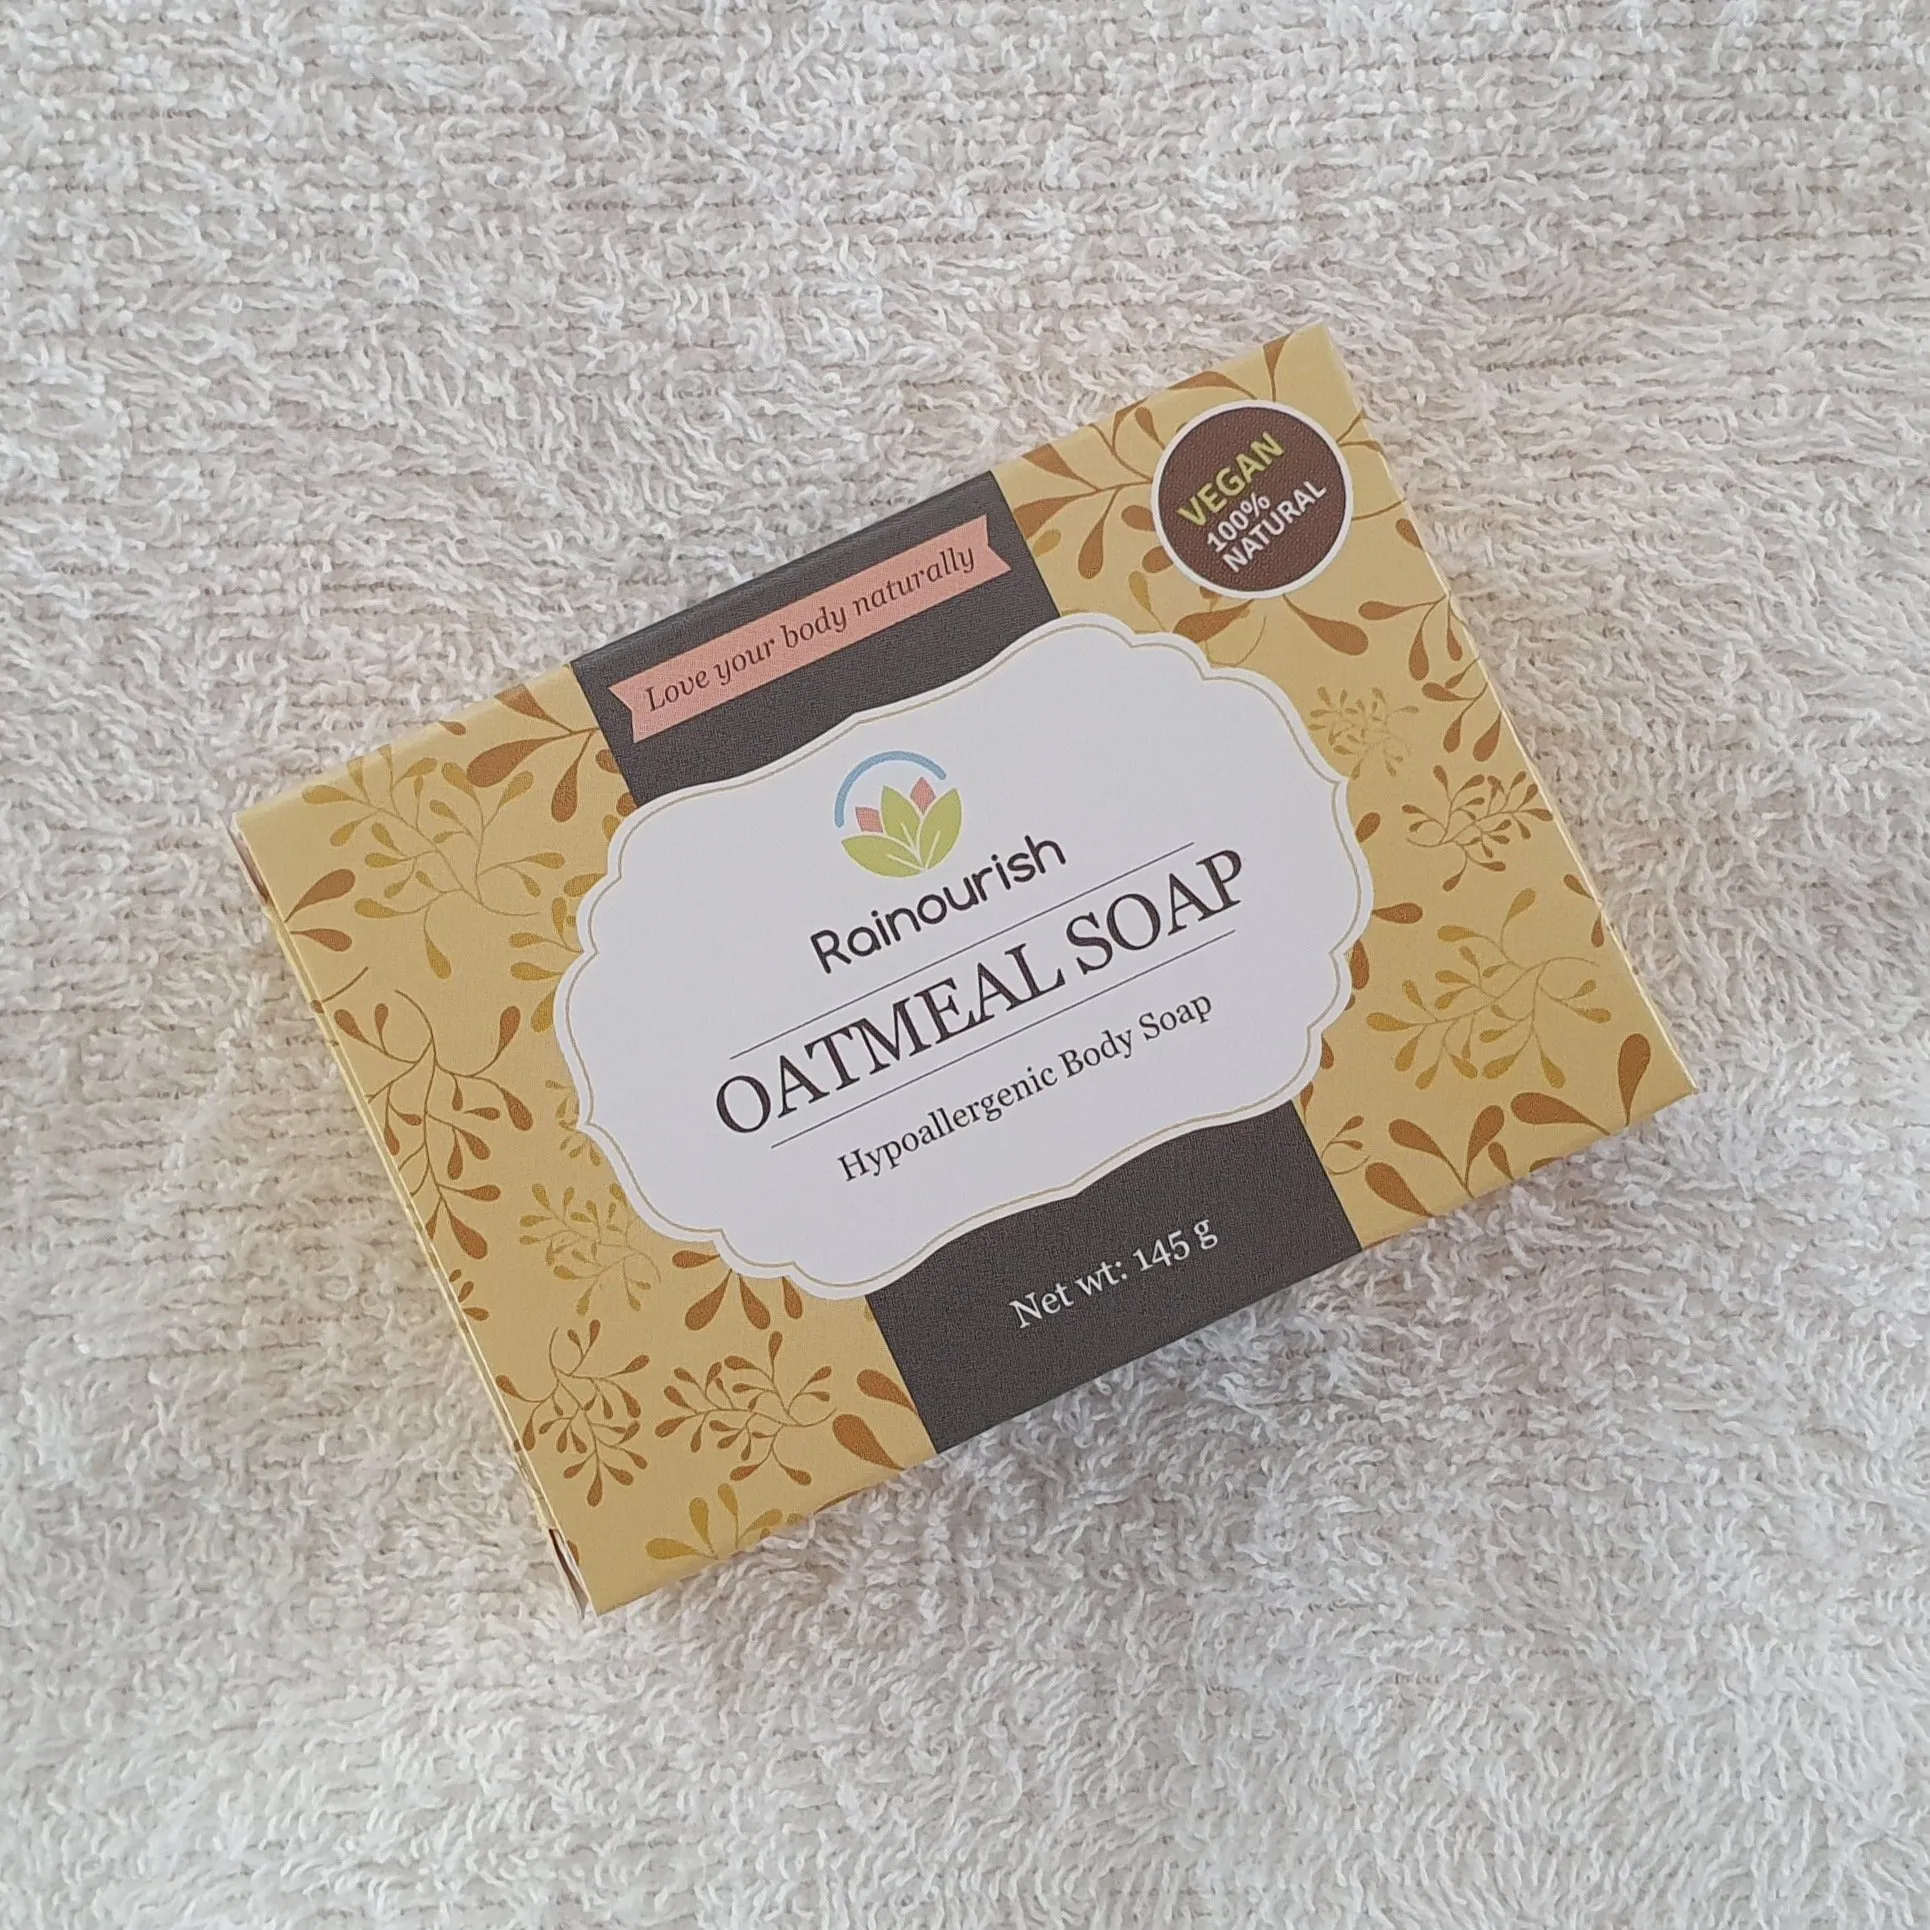 VEGAN
100%
NATURAL
Love your body naturally
Rainourish
OATMEAL SOAP
Hypoallergenic Body Soap
Net wt: 145 g